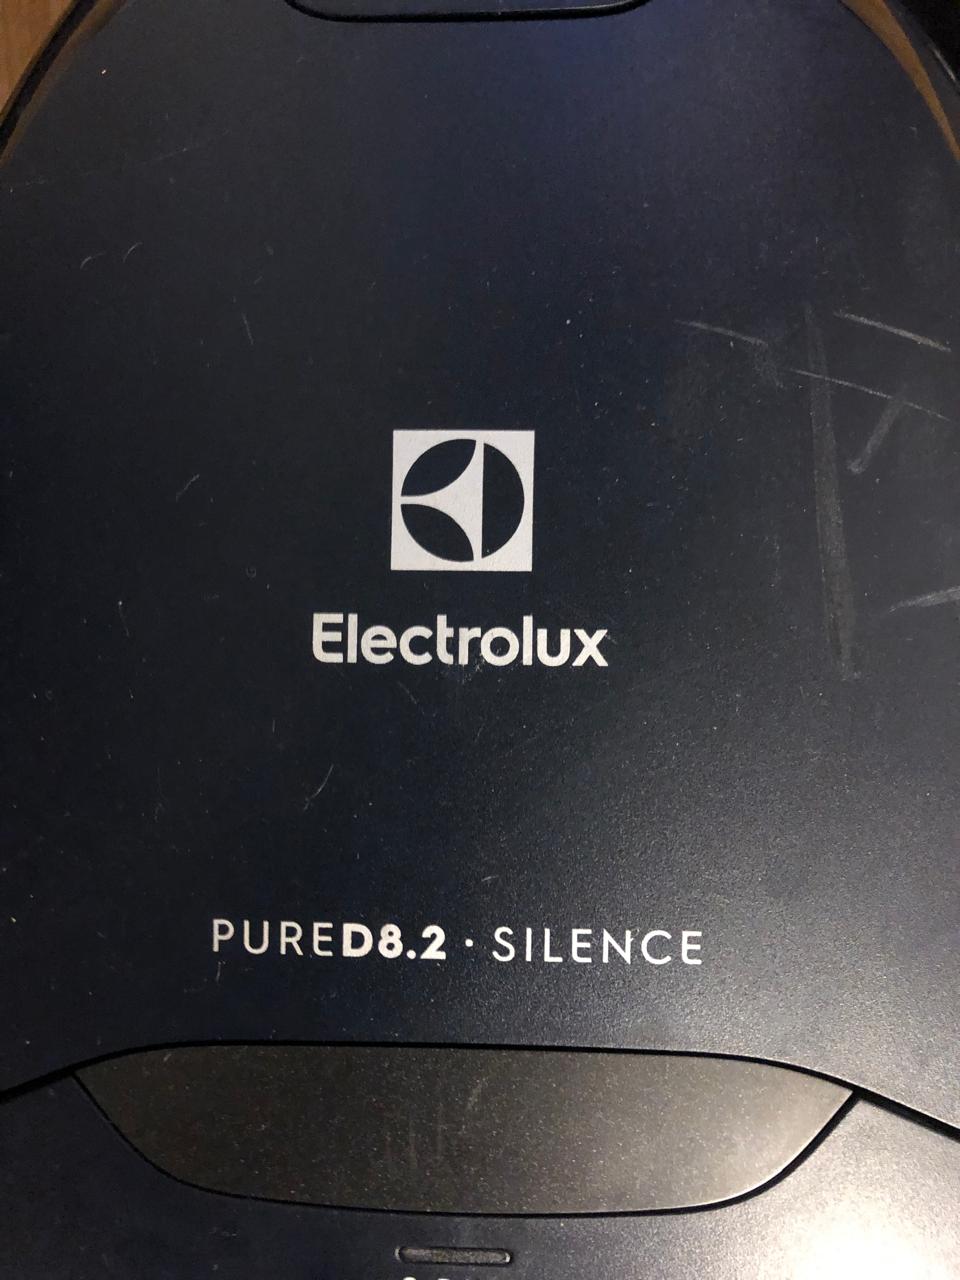 Electrolux
PURED8.2 · SILENCE